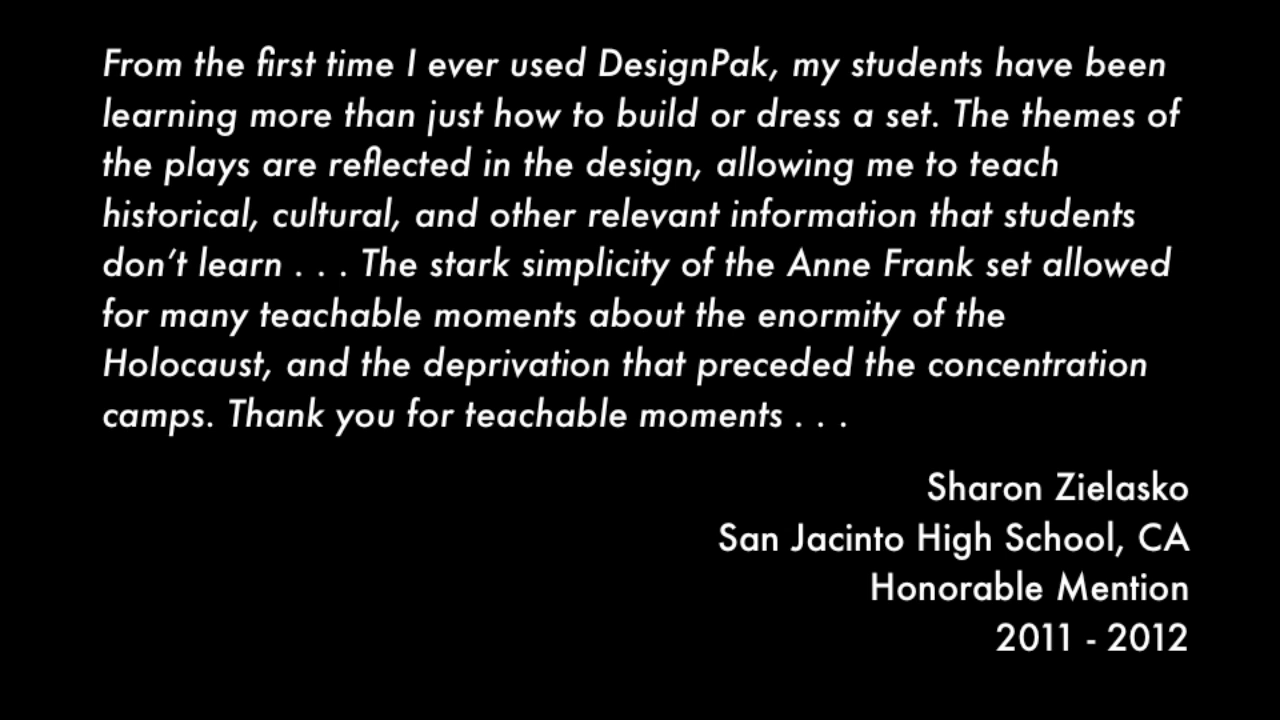 From the first time I ever used DesignPak, my students have been
learning more than just how to build or dress a set. The themes of
the plays are reflected in the design, allowing me to teach
historical, cultural, and other relevant information that students
don’t learn . . . The stark simplicity of the Anne Frank set allowed
for many teachable moments about the enormity of the
Holocaust, and the deprivation that preceded the concentration
camps. Thank you for teachable moments . . .
Sharon Zielasko
San Jacinto High School, CA
Honorable Mention
2011 - 2012